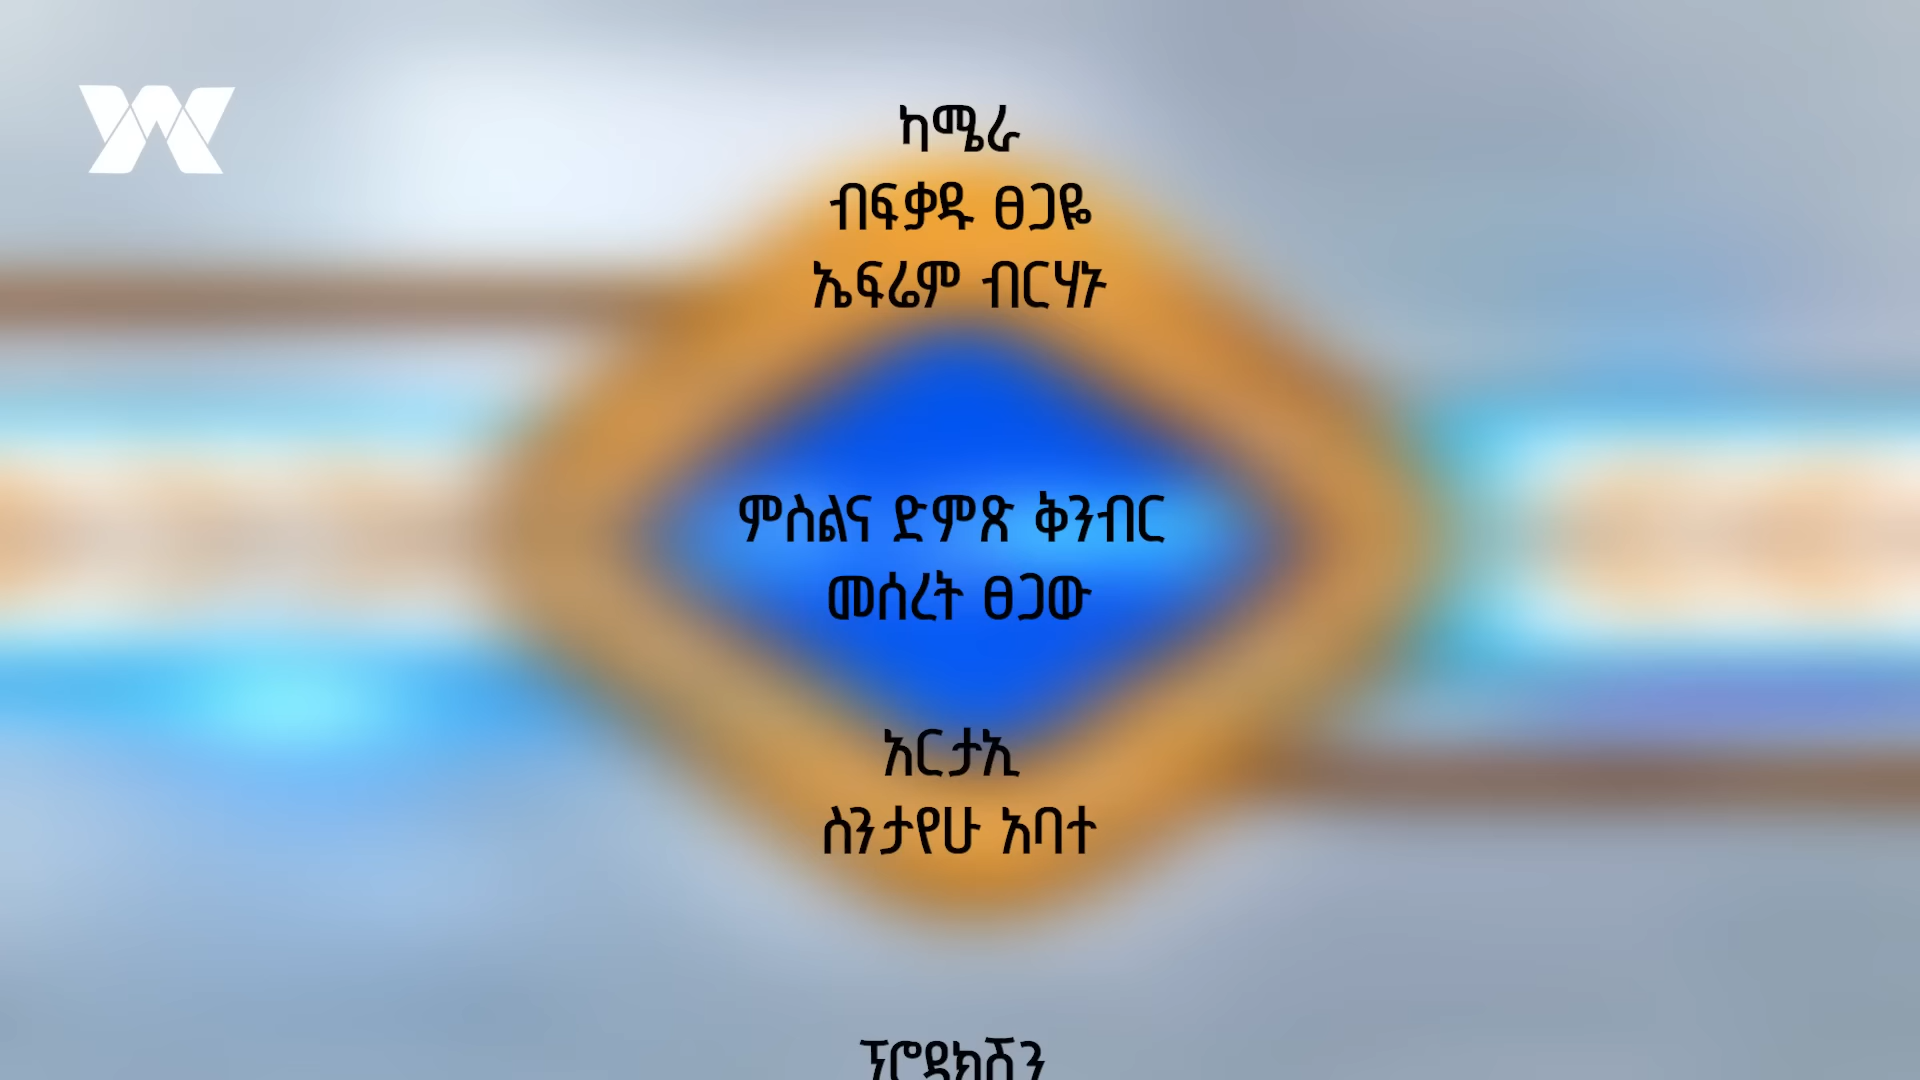 ካሜራ
ብፍቃዱ ፀጋዬ
ኤፍሬም ብርሃኑ
ምስልና ድምጽ ቅንብር
መሰረት ፀጋው
አርታኢ
ስንታየሁ አባተ
ፕሮዳክሽን